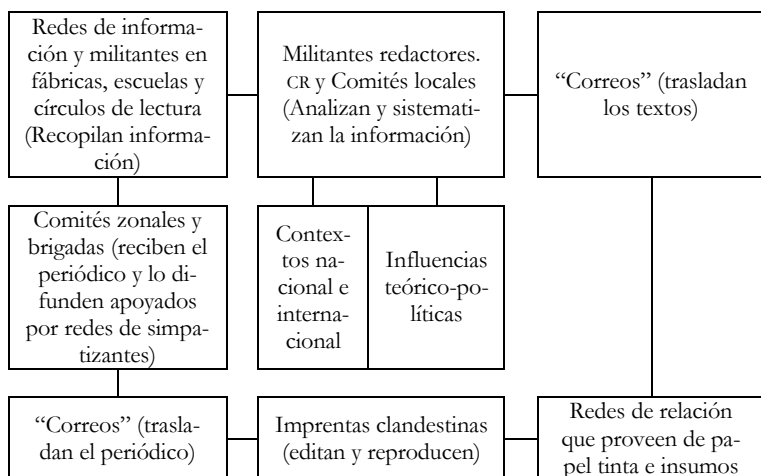 Redes de informa-
ción y militantes en
fábricas, escuelas y
círculos de lectura
(Recopilan informa-
ción)
Militantes redactores.
CR y Comités locales
(Analizan y sistemati-
zan la información)
“Correos” (trasladan
los textos)
Comités zonales y
brigadas (reciben el
periódico y lo di-
funden apoyados
por redes de simpa-
tizantes)
Contex-
tos na-
cional e
interna-
cional
Influencias
teórico-po-
líticas
“Correos” (trasla-
dan el periódico)
Imprentas clandestinas
(editan y reproducen)
Redes de relación
que proveen de pa-
pel tinta e insumos